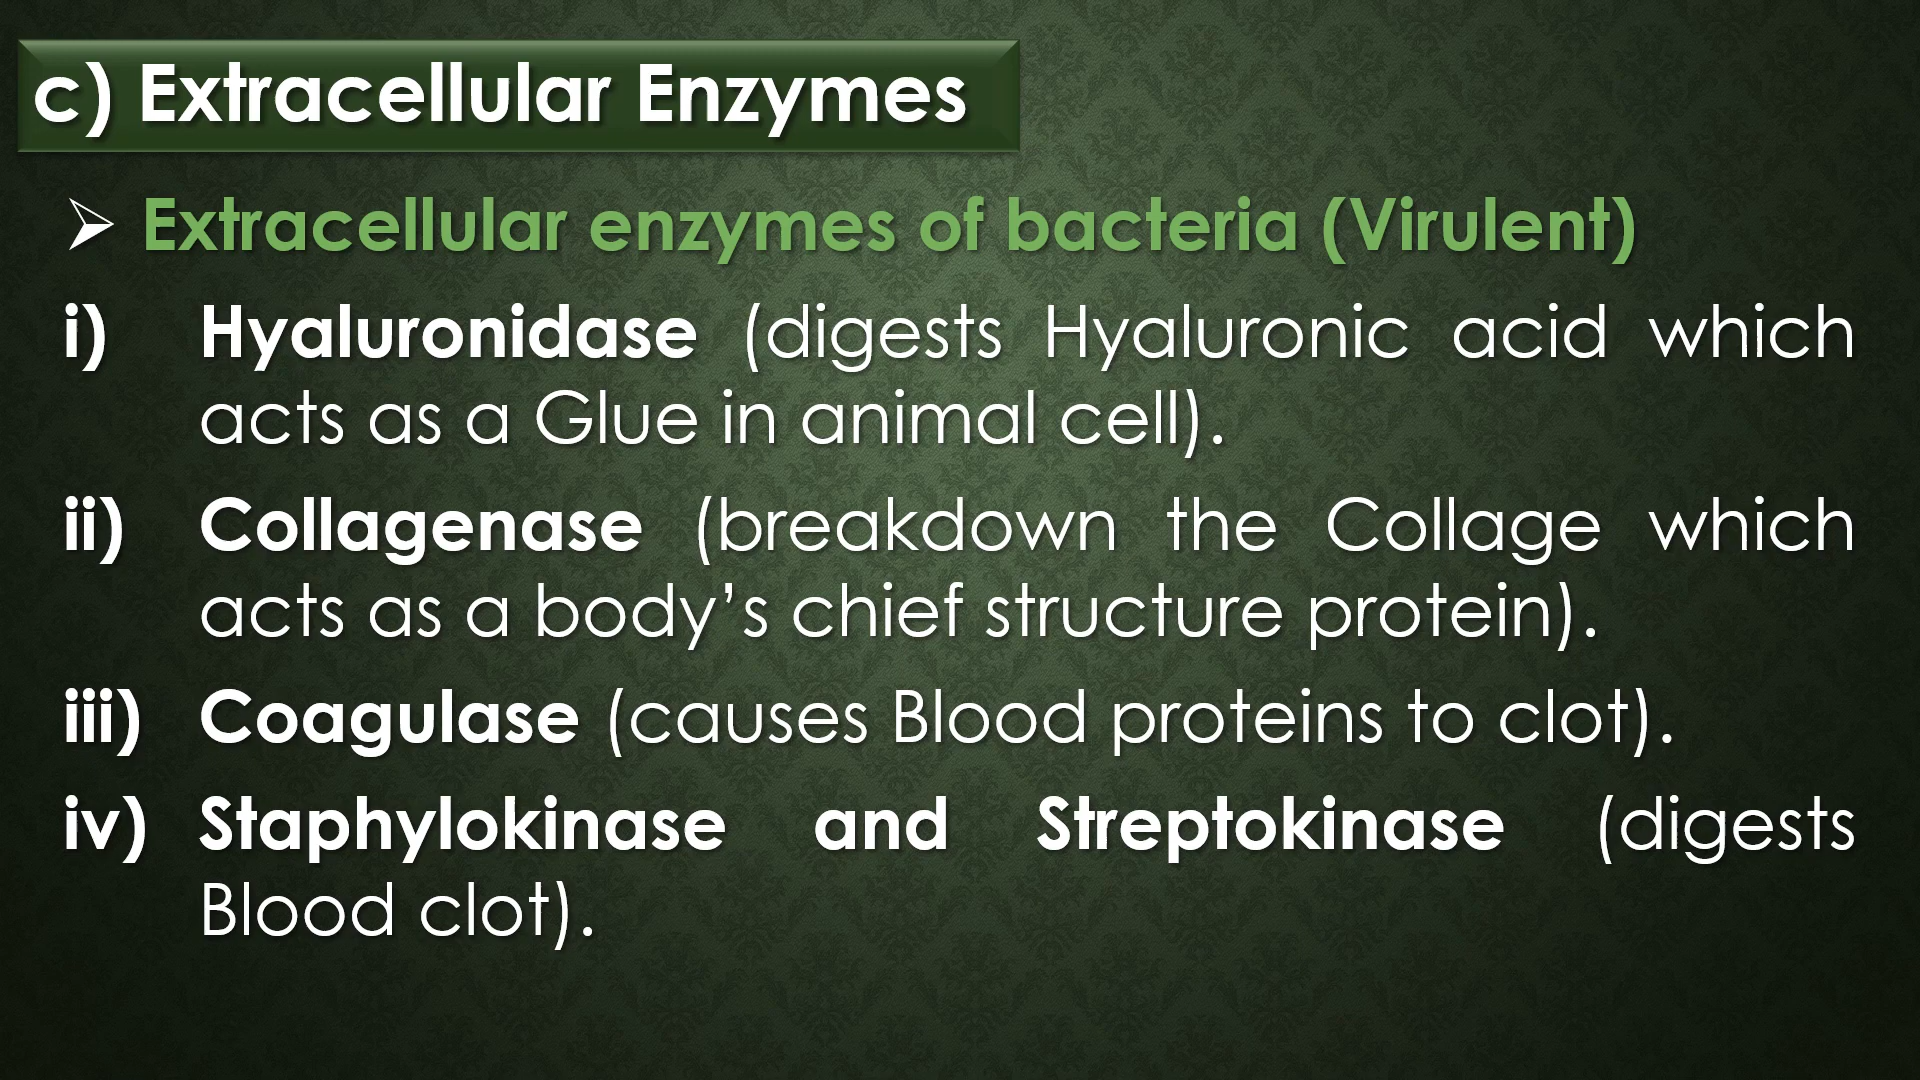 c) Extracellular Enzymes
➢ Extracellular enzymes of bacteria (Virulent)
i) Hyaluronidase (digests Hyaluronic acid which
acts as a Glue in animal cell).
ii) Collagenase (breakdown the Collage which
acts as a body’s chief structure protein).
iii) Coagulase (causes Blood proteins to clot).
iv) Staphylokinase and Streptokinase (digests
Blood clot).